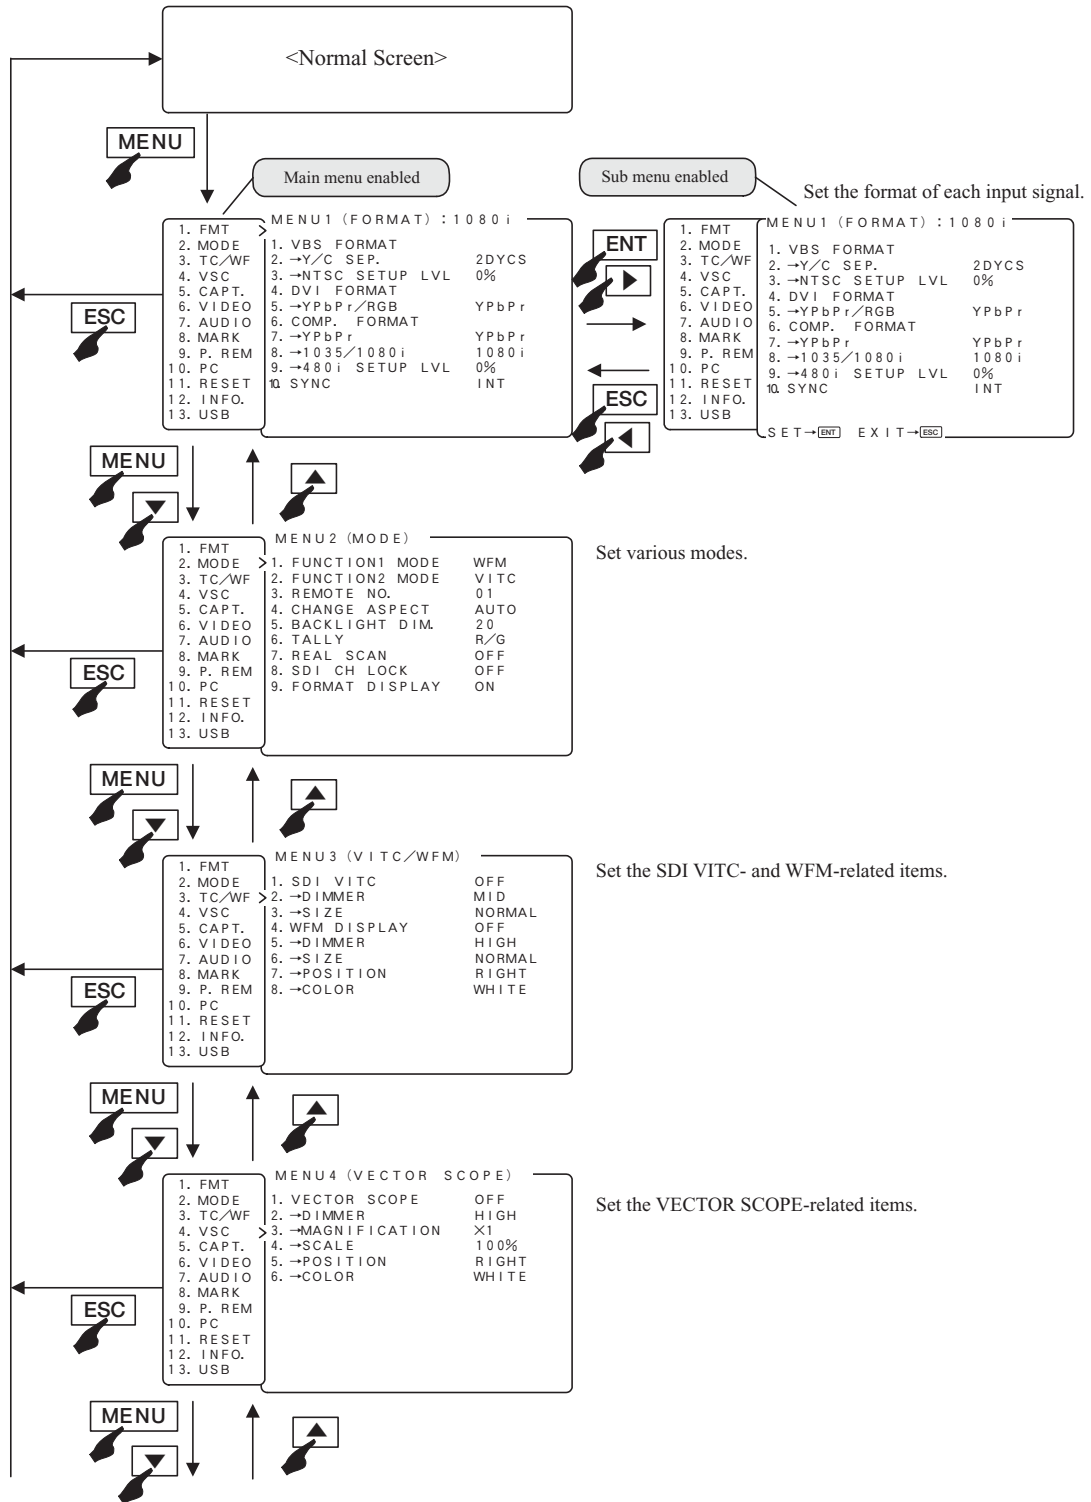 <Normal Screen>
MENU
Main menu enabled
Sub menu enabled
Set the format of each input signal.
1. FMT
2. MODE
3. TC/WF
4. VSC
5. CAPT.
6. VIDEO
7. AUDIO
8. MARK
9. P. REM
10. PC
11. RESET
12. INFO.
13. USB
>
MENU1 (FORMAT):1080i
1. VBS FORMAT
2. →Y/C SEP. 2DYCS
3. →NTSC SETUP LVL 0%
4. DVI FORMAT
5. →YPbPr/RGB YPbPr
6. COMP. FORMAT
7. →YPbPr YPbPr
8. →1035/1080i 1080i
9. →480i SETUP LVL 0%
10. SYNC INT
ESC
ENT
▶
ESC
◀
1. FMT
2. MODE
3. TC/WF
4. VSC
5. CAPT.
6. VIDEO
7. AUDIO
8. MARK
9. P. REM
10. PC
11. RESET
12. INFO.
13. USB
MENU1 (FORMAT):1080i
1. VBS FORMAT
2. →Y/C SEP. 2DYCS
3. →NTSC SETUP LVL 0%
4. DVI FORMAT
5. →YPbPr/RGB YPbPr
6. COMP. FORMAT
7. →YPbPr YPbPr
8. →1035/1080i 1080i
9. →480i SETUP LVL 0%
10. SYNC INT
SET→ENT EXIT→ESC
MENU
▼
▲
1. FMT
2. MODE
3. TC/WF
4. VSC
5. CAPT.
6. VIDEO
7. AUDIO
8. MARK
9. P. REM
10. PC
11. RESET
12. INFO.
13. USB
>
MENU2 (MODE)
1. FUNCTION1 MODE WFM
2. FUNCTION2 MODE VITC
3. REMOTE NO. 01
4. CHANGE ASPECT AUTO
5. BACKLIGHT DIM. 20
6. TALLY R/G
7. REAL SCAN OFF
8. SDI CH LOCK OFF
9. FORMAT DISPLAY ON
Set various modes.
ESC
MENU
▼
▲
1. FMT
2. MODE
3. TC/WF
4. VSC
5. CAPT.
6. VIDEO
7. AUDIO
8. MARK
9. P. REM
10. PC
11. RESET
12. INFO.
13. USB
>
MENU3 (VITC/WFM)
1. SDI VITC OFF
2. →DIMMER MID
3. →SIZE NORMAL
4. WFM DISPLAY OFF
5. →DIMMER HIGH
6. →SIZE NORMAL
7. →POSITION RIGHT
8. →COLOR WHITE
Set the SDI VITC- and WFM-related items.
ESC
MENU
▼
▲
1. FMT
2. MODE
3. TC/WF
4. VSC
5. CAPT.
6. VIDEO
7. AUDIO
8. MARK
9. P. REM
10. PC
11. RESET
12. INFO.
13. USB
>
MENU4 (VECTOR SCOPE)
1. VECTOR SCOPE OFF
2. →DIMMER HIGH
3. →MAGNIFICATION ×1
4. →SCALE 100%
5. →POSITION RIGHT
6. →COLOR WHITE
Set the VECTOR SCOPE-related items.
ESC
MENU
▼
▲